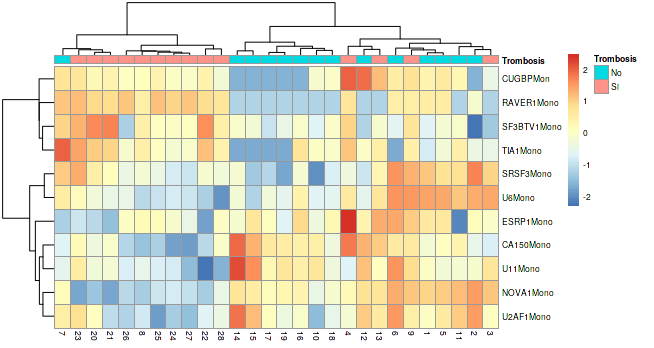 Trombosis
CUGBPMon
RAVER1Mono
SF3BTV1Mono
TIA1Mono
SRSF3Mono
U6Mono
ESRP1Mono
CA150Mono
U11Mono
NOVA1Mono
U2AF1Mono
7 23 20 21 26 8 25 24 27 22 28 14 15 17 19 16 10 18 4 12 13 6 9 1 5 11 2 3
2
1
0
-1
-2
Trombosis
No
SI